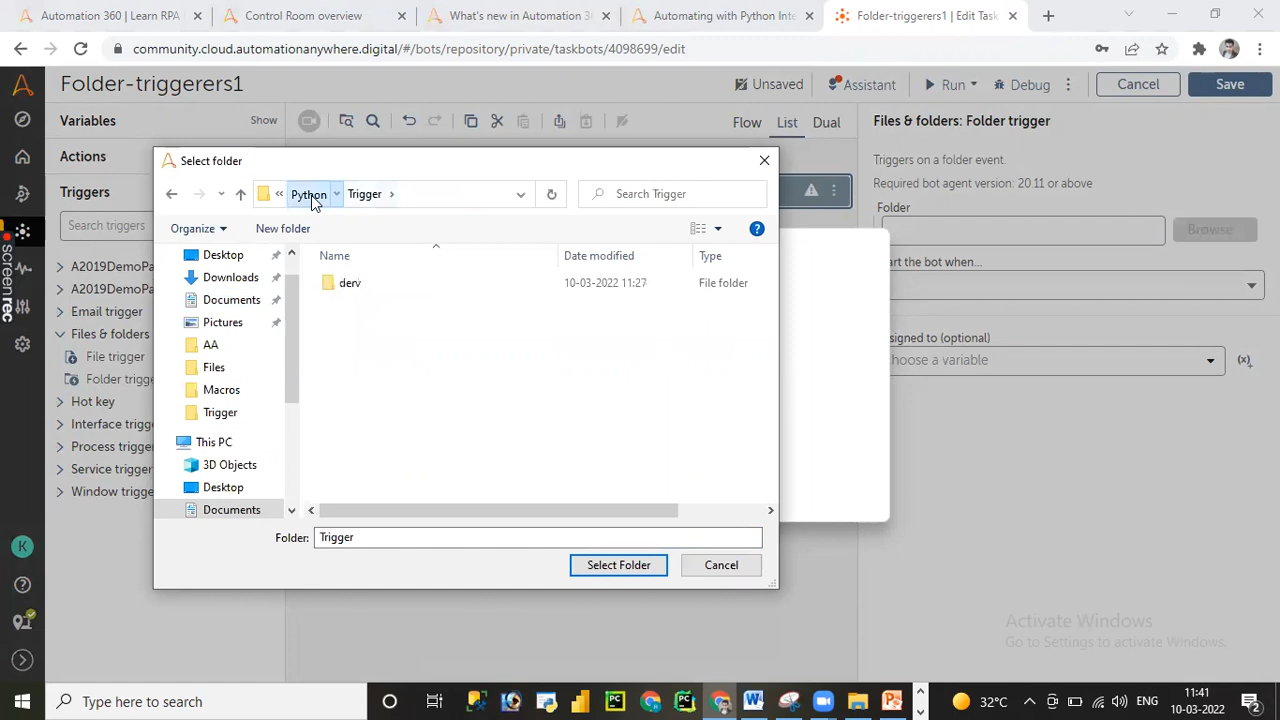 Automation 360 | Learn RPA
Control Room overview
What's new in Automation 3
Automating with Python Inte
Folder-triggerers1 | Edit Task
community.cloud.automationanywhere.digital/#/bots/repository/private/taskbots/4098699/edit
Folder-triggerers1
Unsaved
Assistant
Run
Debug
Cancel
Save
Variables
Show
Flow
List
Dual
Files & folders: Folder trigger
Actions
Triggers
Search triggers
A2019DemoPa
A2019DemoPa
Email trigger
Files & folders
File trigger
Folder trigge
Hot key
Interface trigge
Process trigger
Service trigger
Window trigge
Triggers on a folder event.
Required bot agent version: 20.11 or above
Folder
Browse
art the bot when...
signed to (optional)
hoose a variable
(x)
Select folder
«
Python
Trigger
Search Trigger
Organize
New folder
Name
Date modified
Type
derv
10-03-2022 11:27
File folder
Desktop
Downloads
Documents
Pictures
AA
Files
Macros
Trigger
This PC
3D Objects
Desktop
Documents
Folder:
Trigger
Select Folder
Cancel
screenrec
K
Activate Windows
Go to Settings to activate Windows.
Type here to search
PC
PC
32°C
ENG
11:41
10-03-2022
2